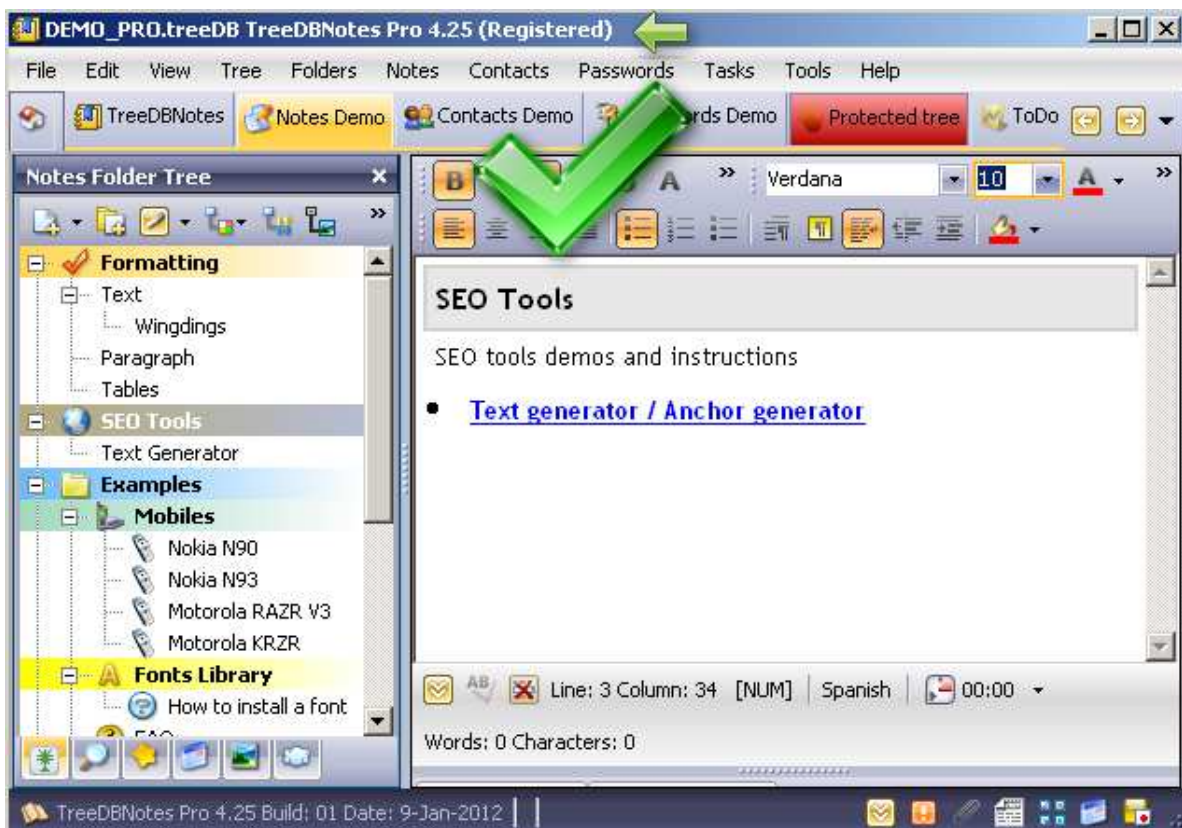 DEMO_PRO.treeDB TreeDBNotes Pro 4.25 (Registered)
File Edit View Tree Folders Notes Contacts Passwords Tasks Tools Help
TreeDBNotes Notes Demo Contacts Demo rds Demo Protected tree ToDo
Notes Folder Tree
B A Verdana 10 A
Formatting
Text
Wingdings
Paragraph
Tables
SEO Tools
Text Generator
Examples
Mobiles
Nokia N90
Nokia N93
Motorola RAZR V3
Motorola KRZR
Fonts Library
How to install a font
SEO Tools
SEO tools demos and instructions
Text generator / Anchor generator
Line: 3 Column: 34 [NUM] Spanish 00:00
Words: 0 Characters: 0
TreeDBNotes Pro 4.25 Build: 01 Date: 9-Jan-2012